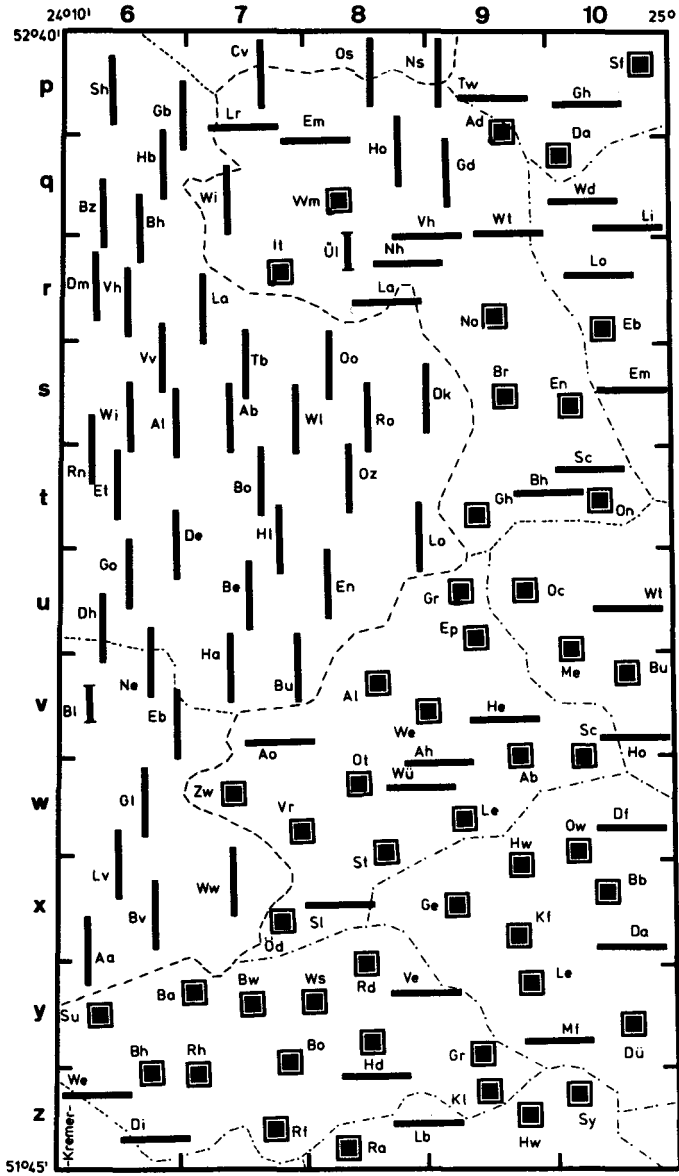 6 7 8 9 10
24°10' 25°
52°40'
Cv Os Ns Sf
p Sh Gb Tw Gh
Lr Em Ho Ad Da
Hb Gd
q Wi Wm Wd
Bz Bh Vh Wt Li
It Ül Nh
Dm Vh Lo
r La La Na Eb
Vv Tb Oo Br En Em
s Wi Al Ab Wl Ro Dk
Rn Et Bo Oz Sc
t Gh Bh On
De Hl Lo
Go Be En
u Gr Oc Wt
Dh Ep
Ha Me Bu
v Bl Ne Eb Bu Al We He Sc Ho
Ao Ot Ah Ab
w Gl Zw Wü
Vr Le Hw Ow Df
Lv St
x Bv Ww Sl Ge Kf Bb
Öd Da
Aa
Ba Bw Ws Rd Ve Le
y Su
Bh Rh Bo Hd Gr Mf Dü
We Kl
z Kremer- Di Rf Ra Lb Hw Sy
51°45'